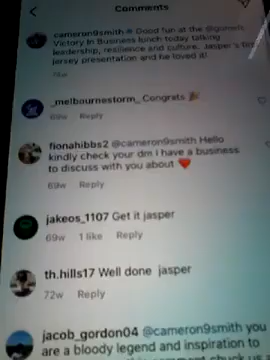 Comments
cameron9smith Good fun at the
Victory in Business lunch today talking
leadership, resilience and culture. Jasper's
jersey presentation and he loved it!
_melbournestorm_ Congrats 🎉
69w Reply
fionahibbs2 @cameron9smith Hello
kindly check your dm i have a business
to discuss with you about ❤️
69w Reply
jakeos_1107 Get it jasper
69w 1 like Reply
th.hills17 Well done jasper
72w Reply
jacob_gordon04 @cameron9smith you
are a bloody legend and inspiration to